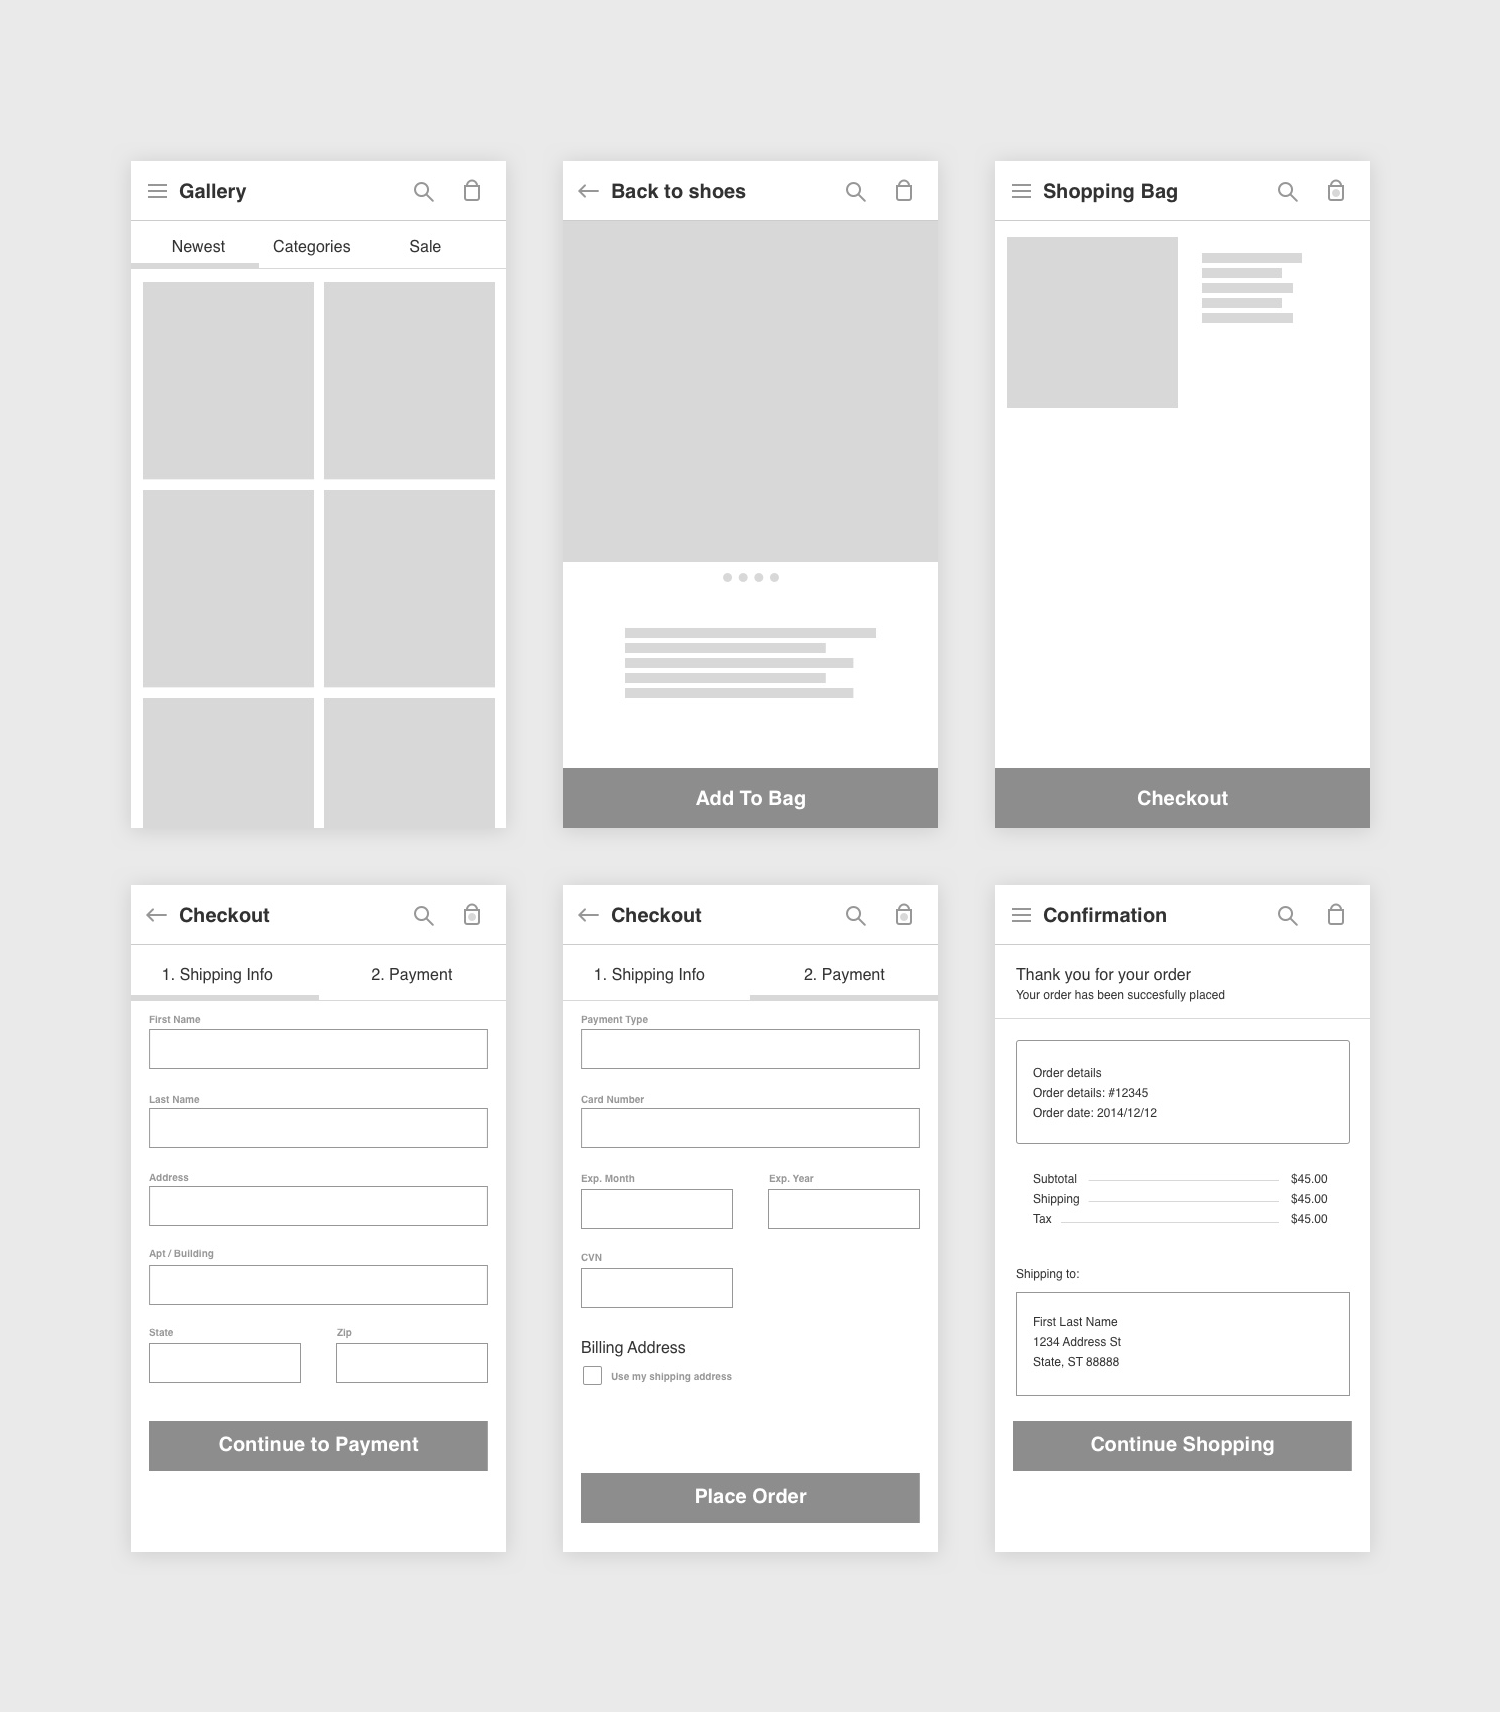 Gallery
Newest Categories Sale
Back to shoes
Add To Bag
Shopping Bag
Checkout
Checkout
1. Shipping Info 2. Payment
First Name
Last Name
Address
Apt / Building
State Zip
Continue to Payment
Checkout
1. Shipping Info 2. Payment
Payment Type
Card Number
Exp. Month Exp. Year
CVN
Billing Address
Use my shipping address
Place Order
Confirmation
Thank you for your order
Your order has been succesfully placed
Order details
Order details: #12345
Order date: 2014/12/12
Subtotal $45.00
Shipping $45.00
Tax $45.00
Shipping to:
First Last Name
1234 Address St
State, ST 88888
Continue Shopping